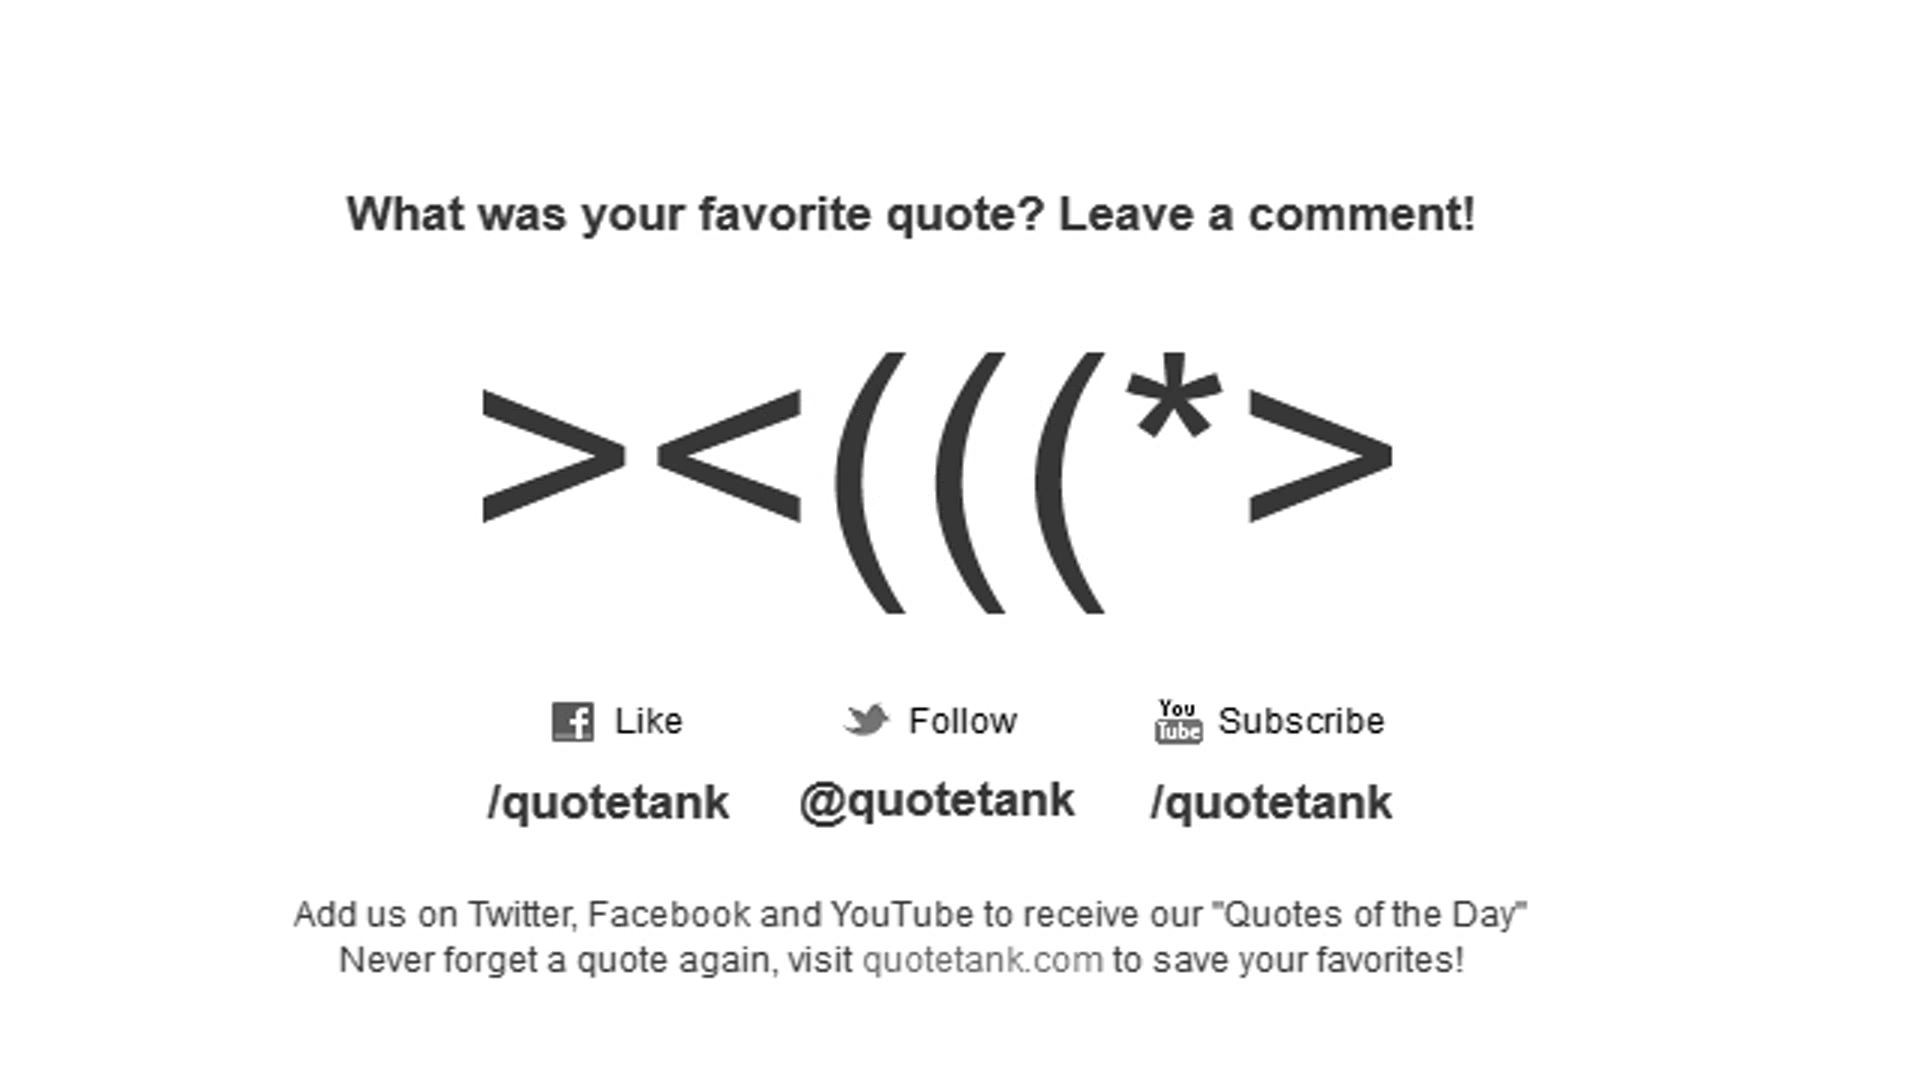 What was your favorite quote? Leave a comment!
><(((*>
f Like Follow You Tube Subscribe
/quotetank @quotetank /quotetank
Add us on Twitter, Facebook and YouTube to receive our "Quotes of the Day"
Never forget a quote again, visit quotetank.com to save your favorites!